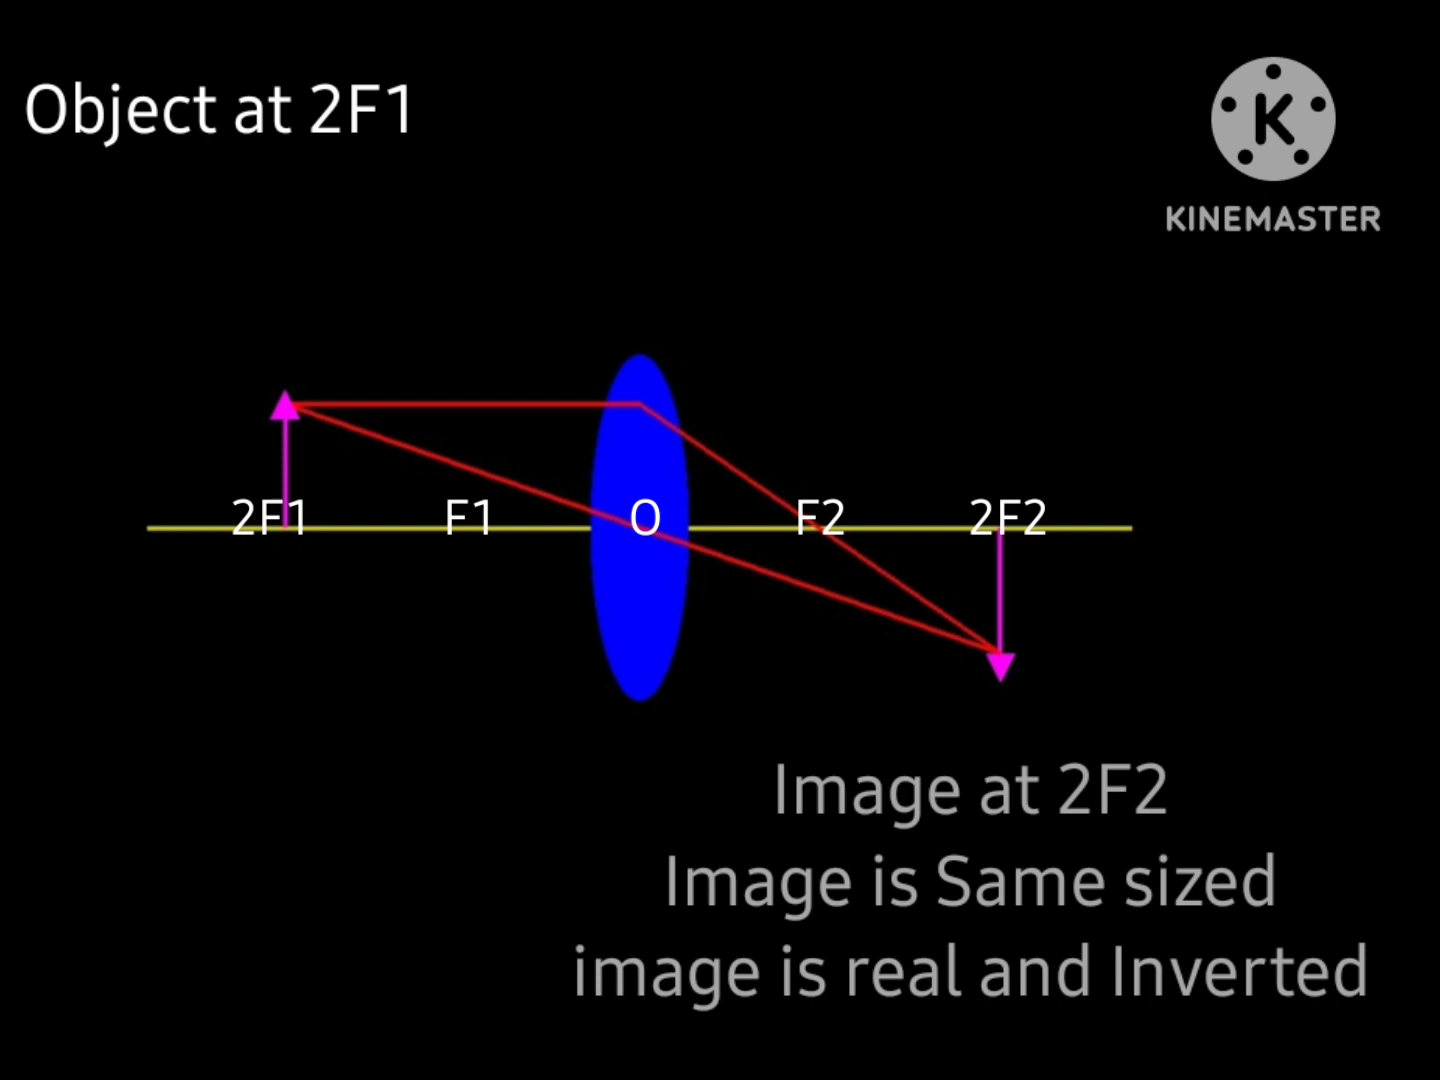 Object at 2F1
K
KINEMASTER
2F1 F1 O F2 2F2
Image at 2F2
Image is Same sized
image is real and Inverted